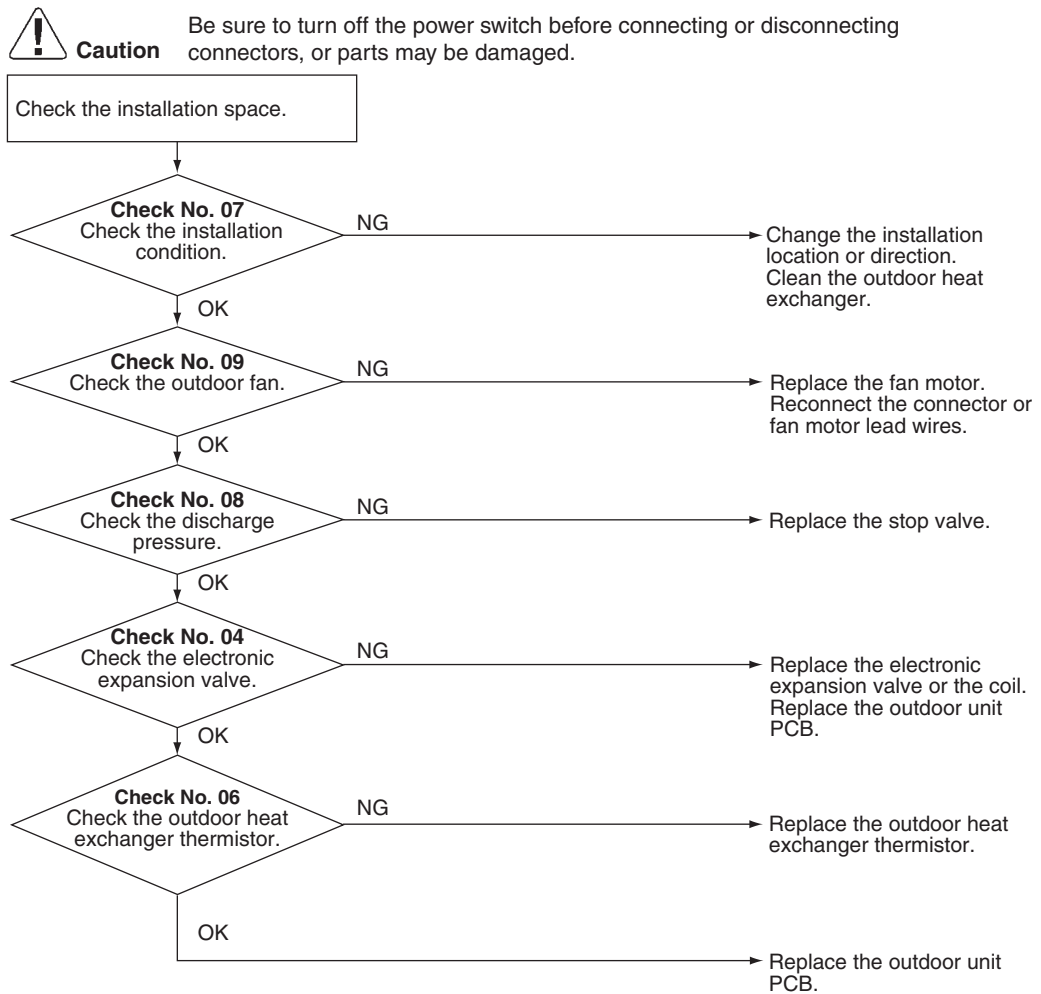 Be sure to turn off the power switch before connecting or disconnecting
Caution connectors, or parts may be damaged.
Check the installation space.
Check No. 07
Check the installation
condition.
NG
Change the installation
location or direction.
Clean the outdoor heat
exchanger.
OK
Check No. 09
Check the outdoor fan.
NG
Replace the fan motor.
Reconnect the connector or
fan motor lead wires.
OK
Check No. 08
Check the discharge
pressure.
NG
Replace the stop valve.
OK
Check No. 04
Check the electronic
expansion valve.
NG
Replace the electronic
expansion valve or the coil.
Replace the outdoor unit
PCB.
OK
Check No. 06
Check the outdoor heat
exchanger thermistor.
NG
Replace the outdoor heat
exchanger thermistor.
OK
Replace the outdoor unit
PCB.